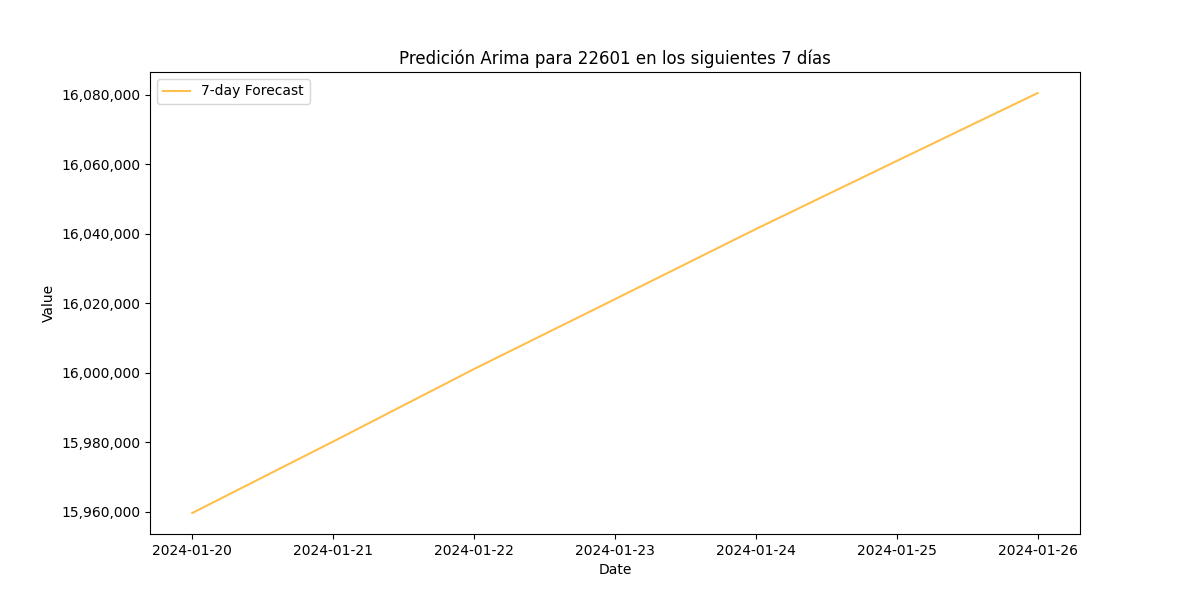 Predición Arima para 22601 en los siguientes 7 días
7-day Forecast
16,080,000
16,060,000
16,040,000
16,020,000
16,000,000
15,980,000
15,960,000
Value
2024-01-20 2024-01-21 2024-01-22 2024-01-23 2024-01-24 2024-01-25 2024-01-26
Date